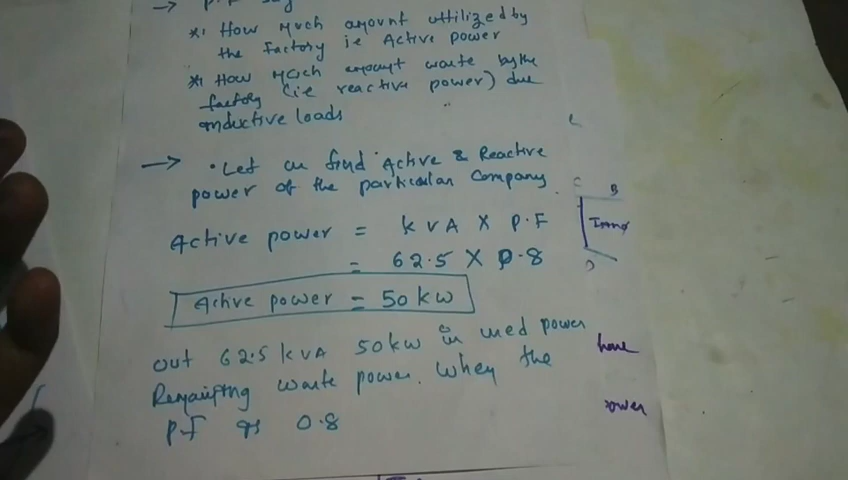 → P.F say
*. How much amount utilized by
the factory ie Active power
*. How much amount waste by the
factory (ie reactive power) due
inductive loads
→ • Let us find Active & Reactive
power of the particular Company
Active power = kVA X P.F
= 62.5 X 0.8
Active power = 50 kW
out 62.5 kVA 50kW is used power
Remaining waste power. When the
P.F is 0.8
C B
D